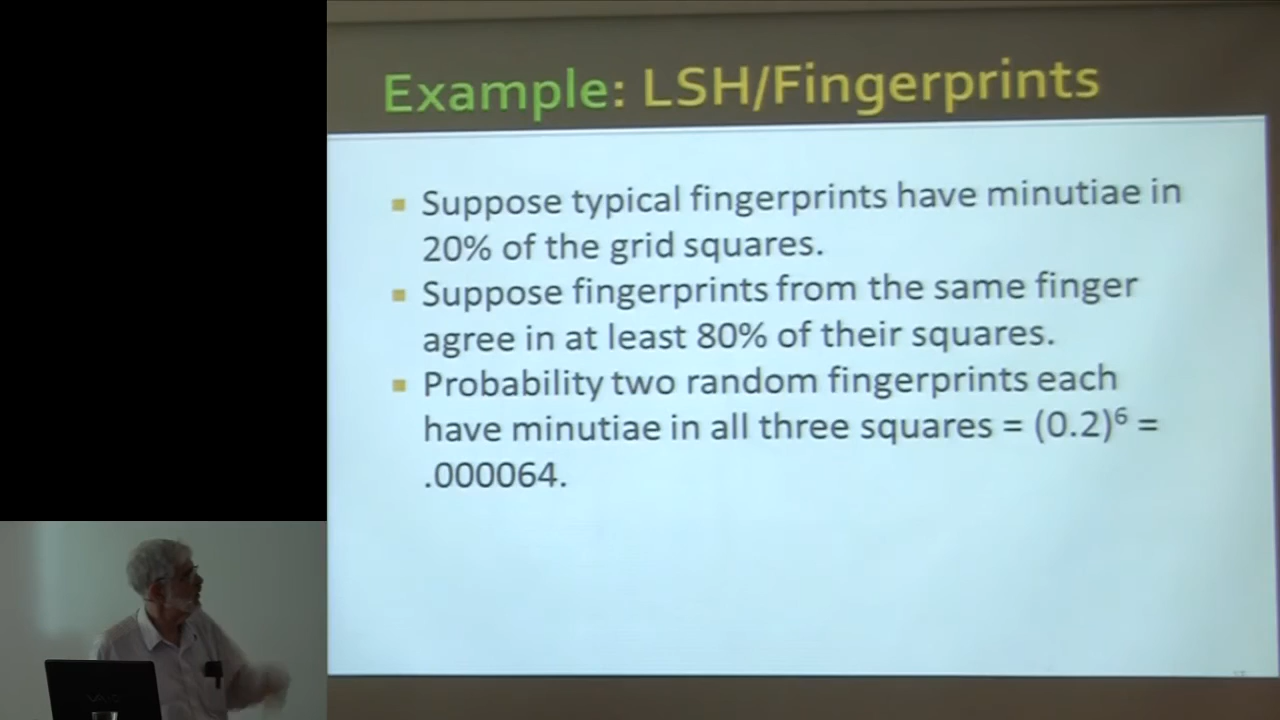 Example: LSH/Fingerprints
Suppose typical fingerprints have minutiae in
20% of the grid squares.
Suppose fingerprints from the same finger
agree in at least 80% of their squares.
Probability two random fingerprints each
have minutiae in all three squares = (0.2)⁶ =
.000064.